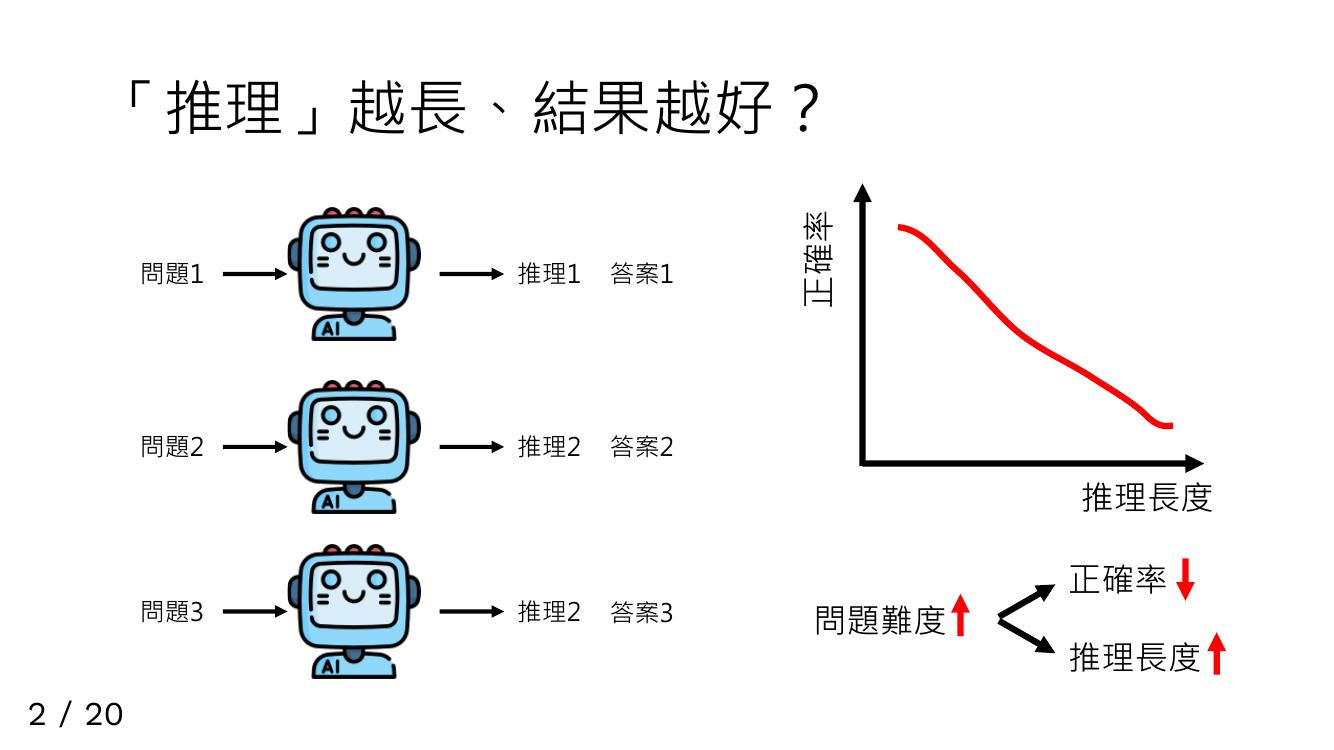 「推理」越長、結果越好？
問題1
AI
推理1 答案1
問題2
AI
推理2 答案2
問題3
AI
推理2 答案3
正確率
推理長度
問題難度
正確率
推理長度
2 / 20